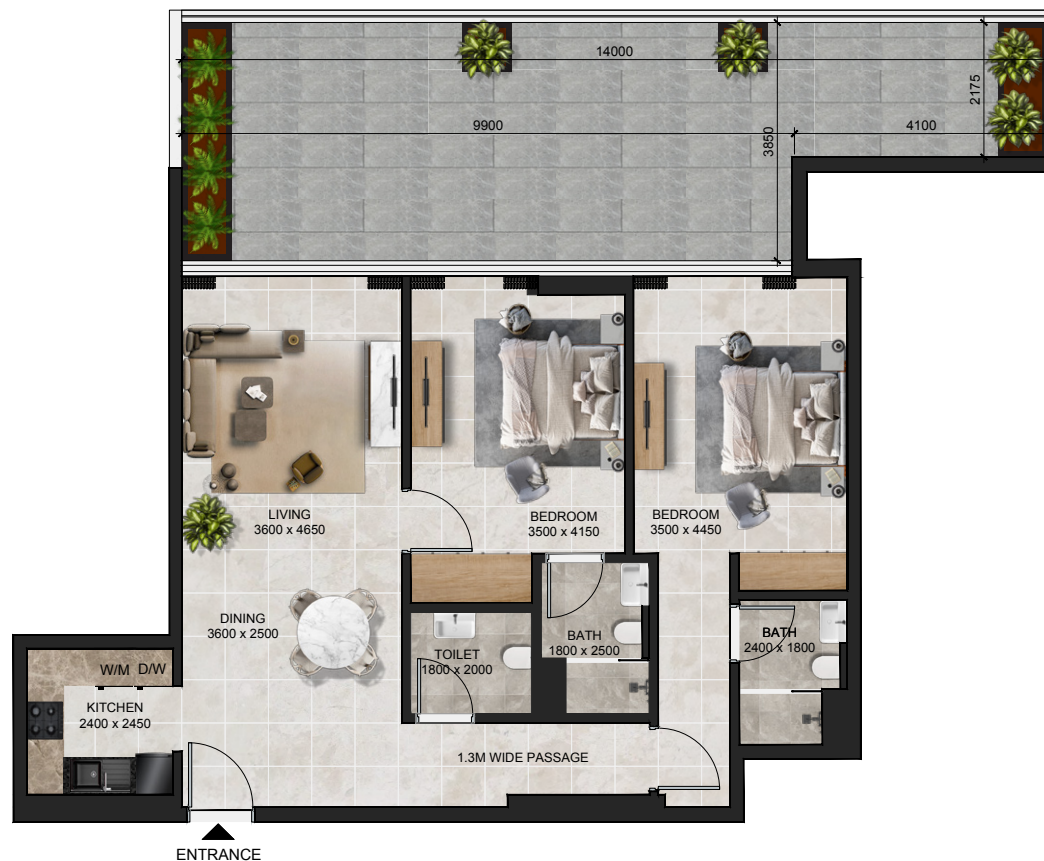 14000
9900
4100
3850
2175
LIVING
3600 x 4650
BEDROOM
3500 x 4150
BEDROOM
3500 x 4450
DINING
3600 x 2500
TOILET
1800 x 2000
BATH
1800 x 2500
BATH
2400 x 1800
W/M D/W
KITCHEN
2400 x 2450
1.3M WIDE PASSAGE
ENTRANCE